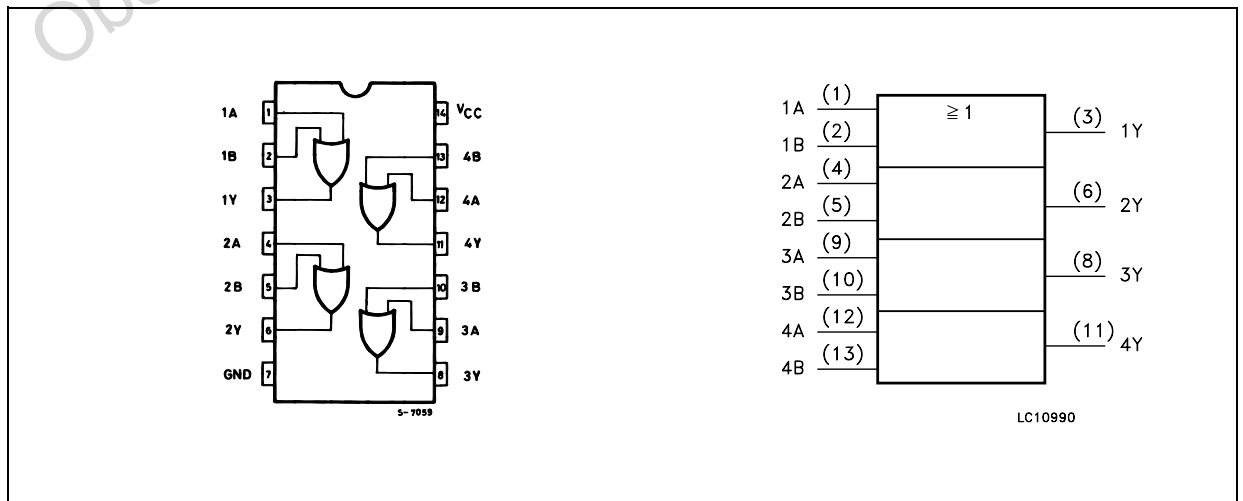 Obs
1A 1 14 VCC
1B 2 13 4B
1Y 3 12 4A
2A 4 11 4Y
2B 5 10 3B
2Y 6 9 3A
GND 7 8 3Y
S-7059
≧1
1A (1)
1B (2)
(3) 1Y
2A (4)
2B (5)
(6) 2Y
3A (9)
3B (10)
(8) 3Y
4A (12)
4B (13)
(11) 4Y
LC10990